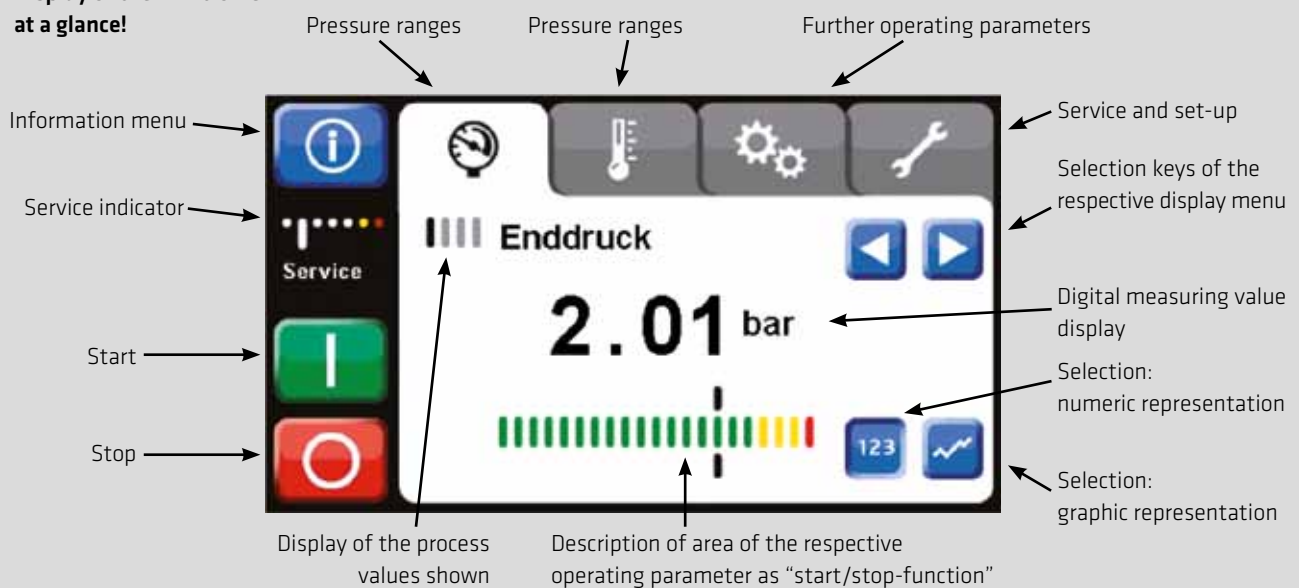 at a glance!
Pressure ranges
Pressure ranges
Further operating parameters
Information menu
Service indicator
Start
Stop
Service
Enddruck
2.01 bar
123
Service and set-up
Selection keys of the
respective display menu
Digital measuring value
display
Selection:
numeric representation
Selection:
graphic representation
Display of the process
values shown
Description of area of the respective
operating parameter as “start/stop-function”